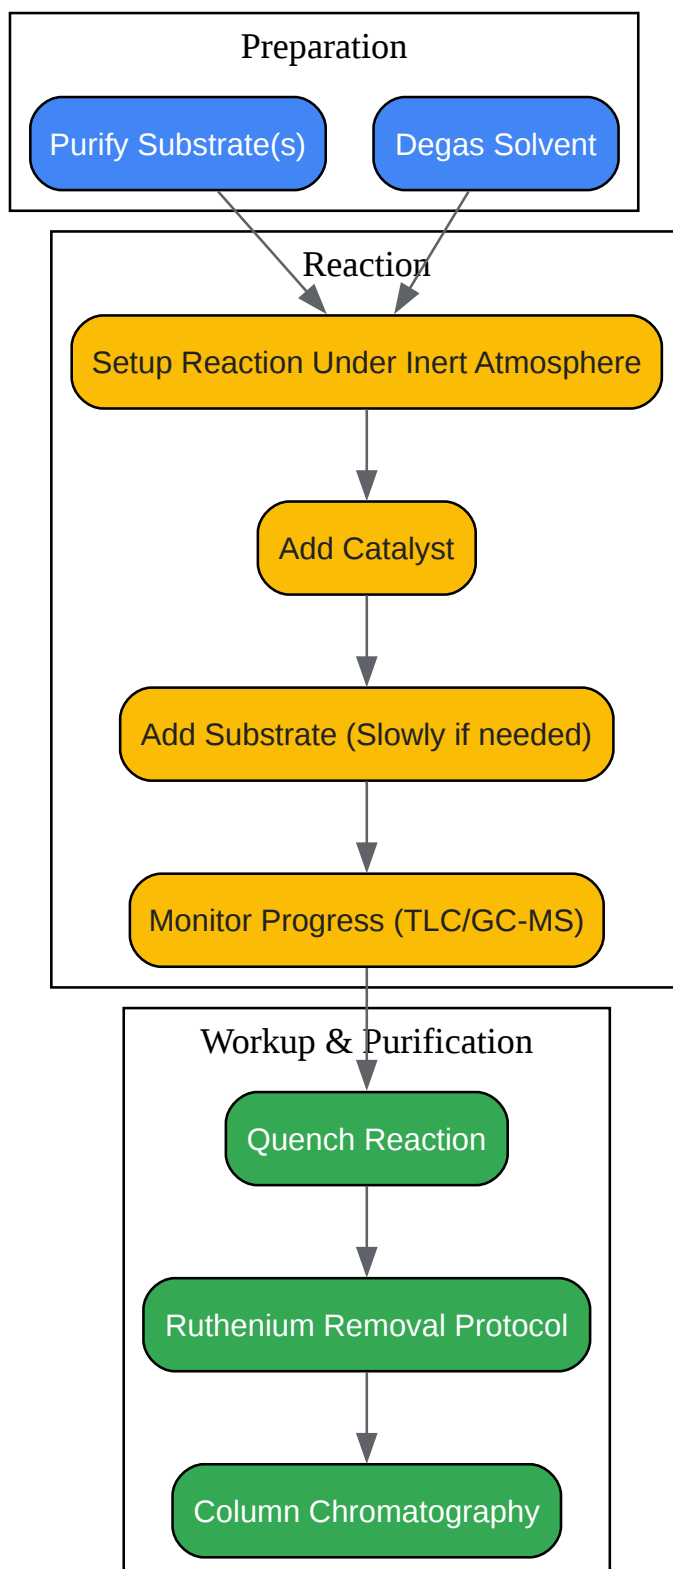 Preparation
Purify Substrate(s)
Degas Solvent
Reaction
Setup Reaction Under Inert Atmosphere
Add Catalyst
Add Substrate (Slowly if needed)
Monitor Progress (TLC/GC-MS)
Workup & Purification
Quench Reaction
Ruthenium Removal Protocol
Column Chromatography